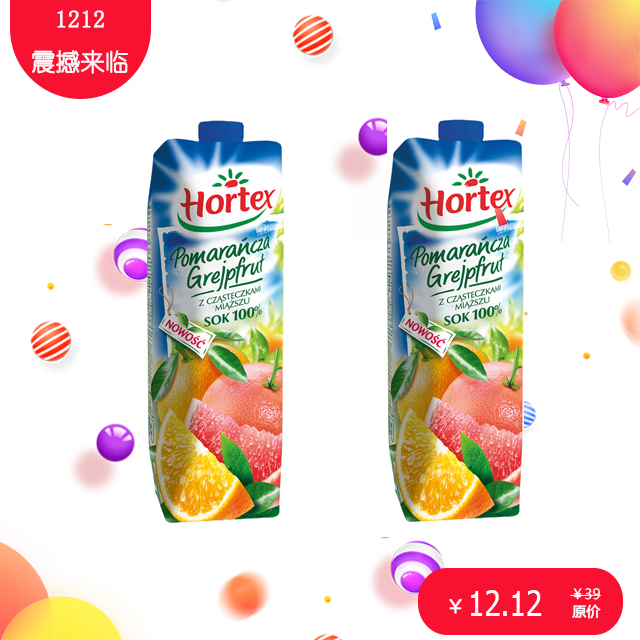 1212
震撼来临
Hortex
Pomarańcza
Grejpfrut
Z CZĄSTECZKAMI
MIĄŻSZU
SOK 100%
NOWOŚĆ
Hortex
Pomarańcza
Grejpfrut
Z CZĄSTECZKAMI
MIĄŻSZU
SOK 100%
NOWOŚĆ
￥12.12
￥39
原价